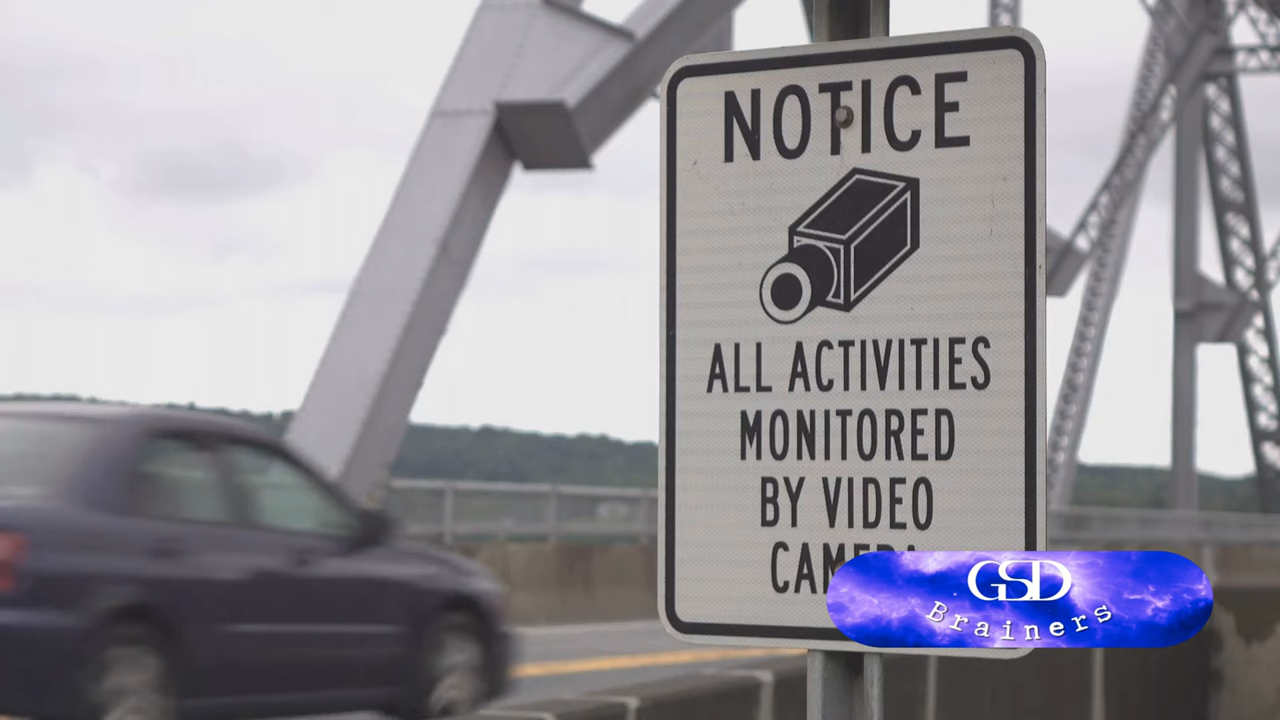 NOTICE
ALL ACTIVITIES
MONITORED
BY VIDEO
GSD
Brainers